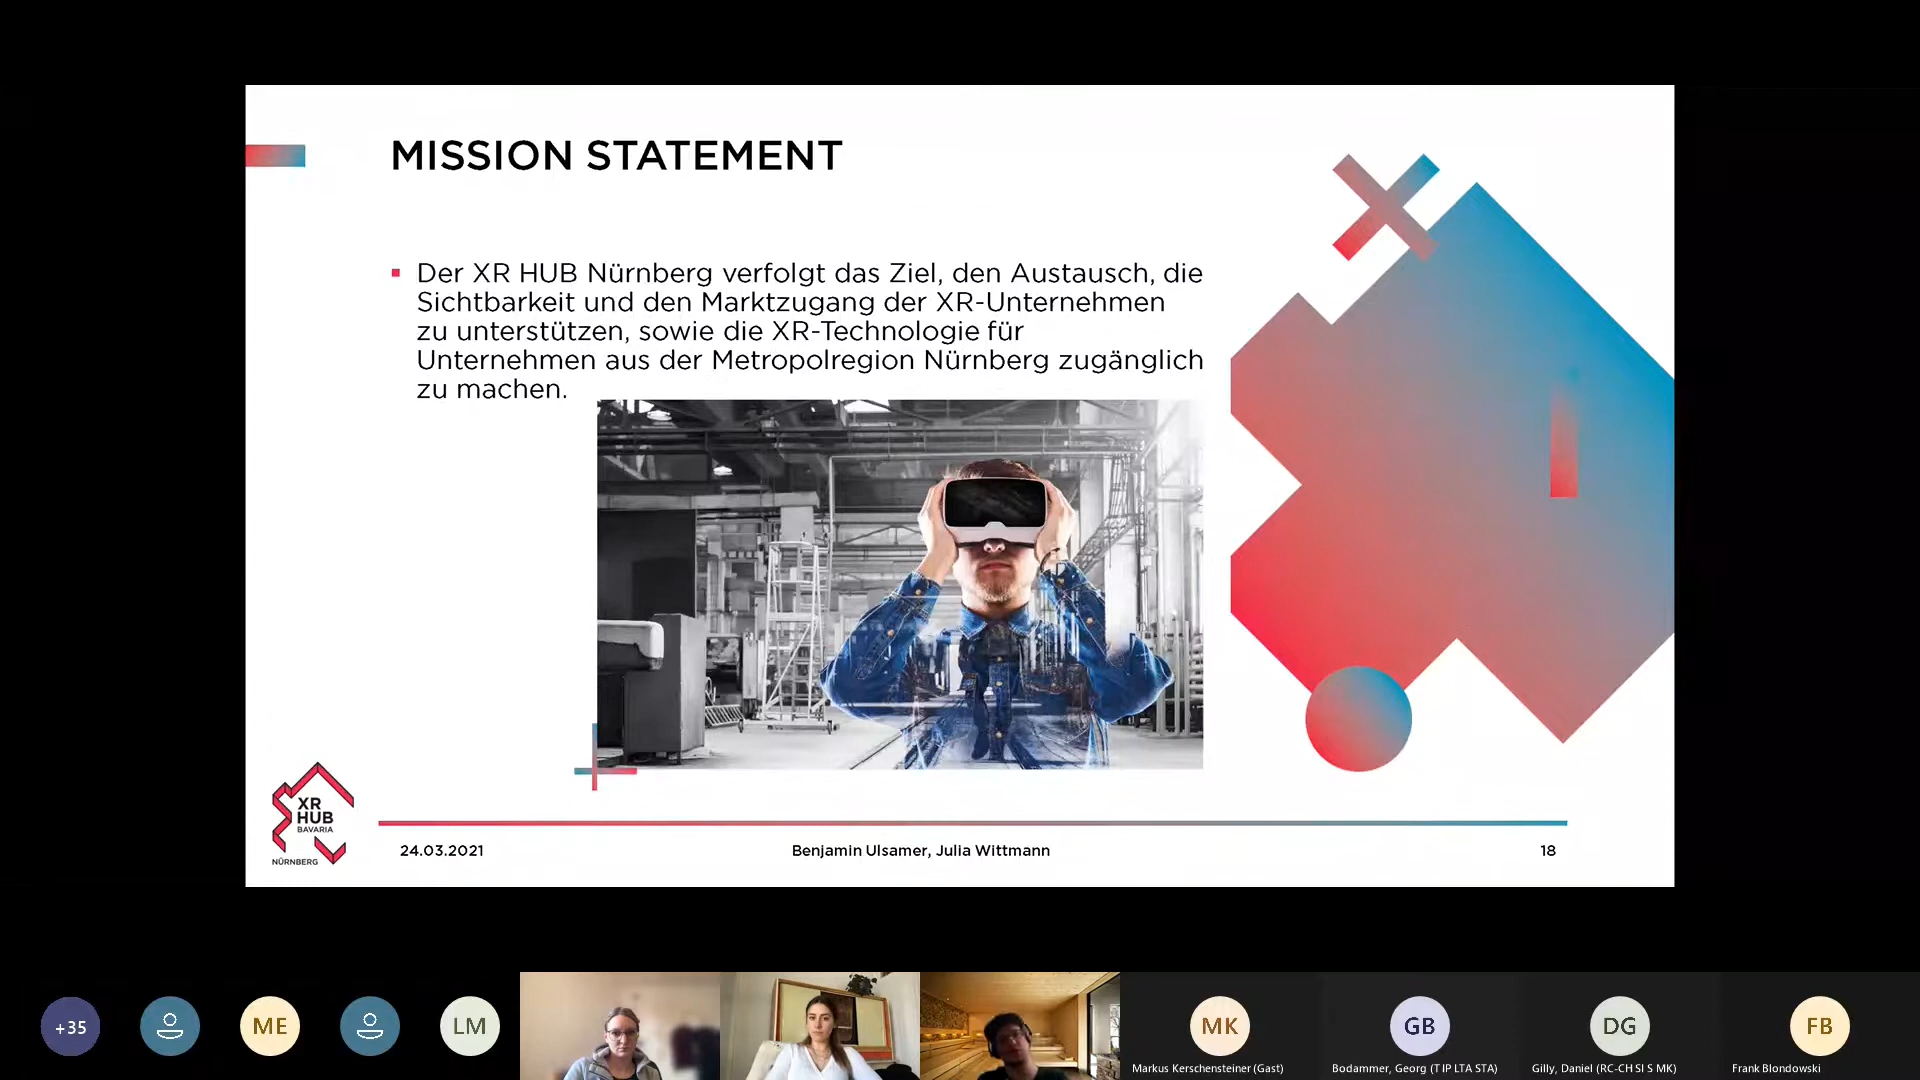 MISSION STATEMENT
▪ Der XR HUB Nürnberg verfolgt das Ziel, den Austausch, die
Sichtbarkeit und den Marktzugang der XR-Unternehmen
zu unterstützen, sowie die XR-Technologie für
Unternehmen aus der Metropolregion Nürnberg zugänglich
zu machen.
XR
HUB
BAVARIA
NÜRNBERG
24.03.2021
Benjamin Ulsamer, Julia Wittmann
18
+35
ME
LM
MK
GB
DG
FB
Markus Kerschensteiner (Gast)
Bodammer, Georg (T IP LTA STA)
Gilly, Daniel (RC-CH SI S MK)
Frank Blondowski